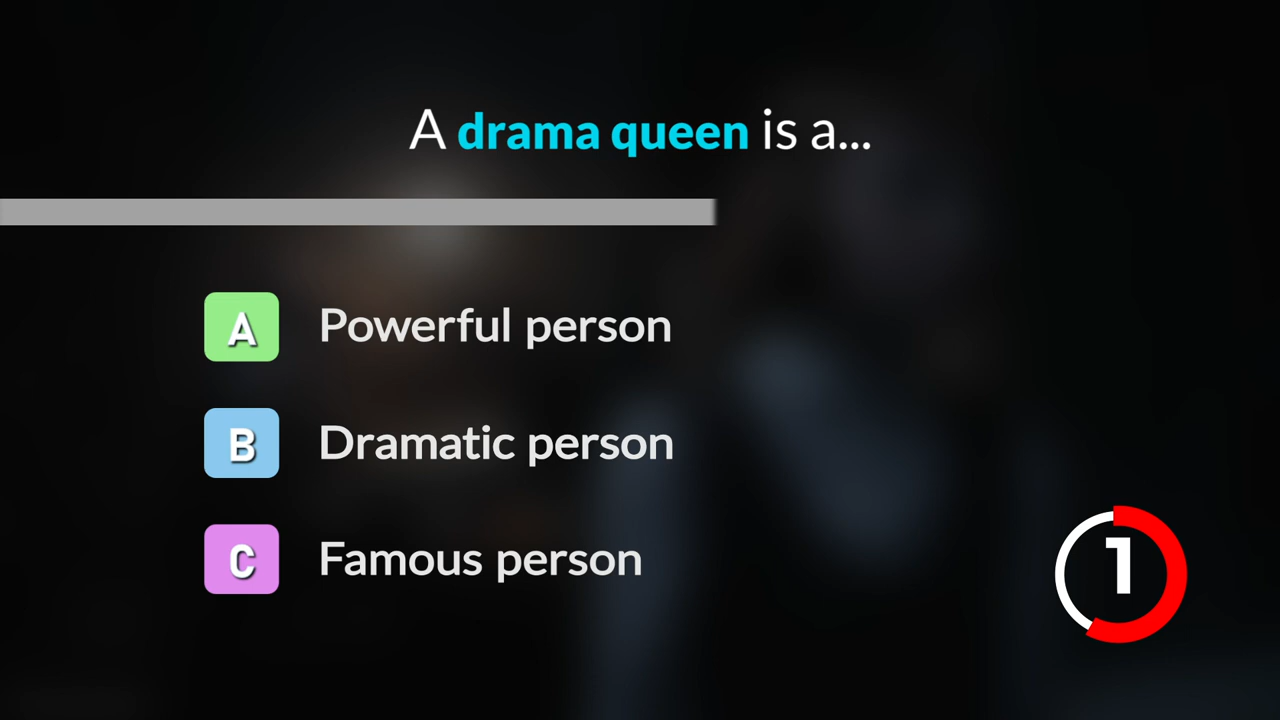 A drama queen is a...
A Powerful person
B Dramatic person
C Famous person
1